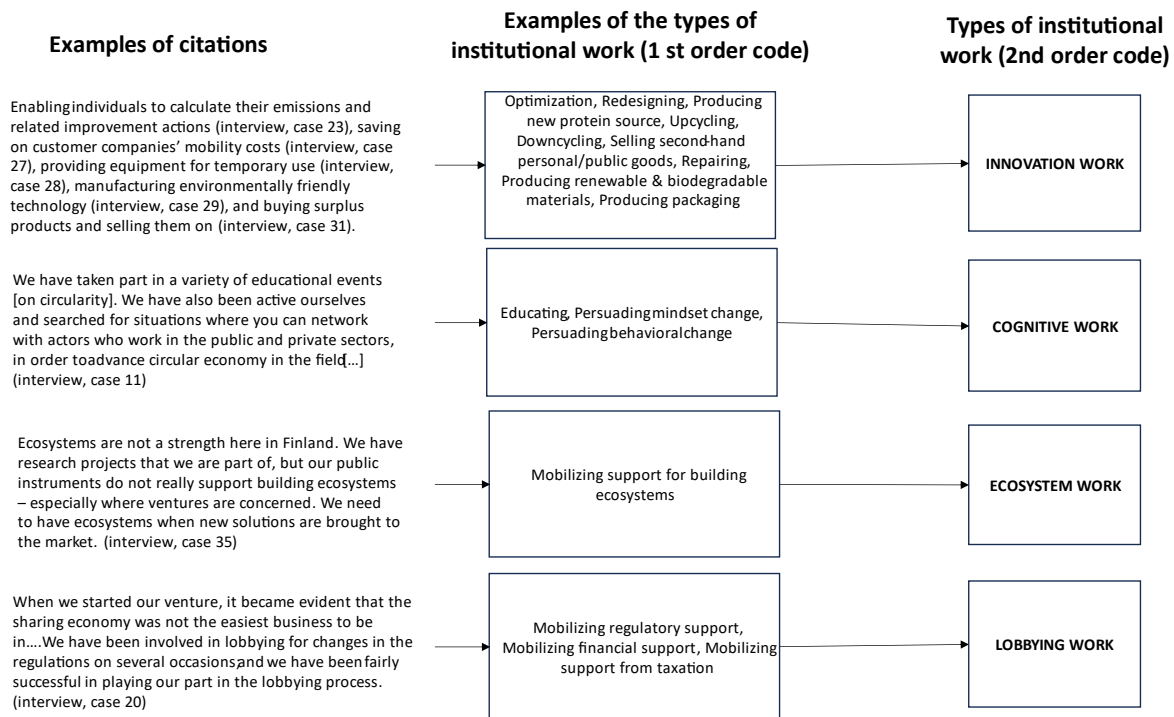 Examples of citations
Examples of the types of
institutional work (1 st order code)
Types of institutional
work (2nd order code)
Enabling individuals to calculate their emissions and
related improvement actions (interview, case 23), saving
on customer companies’ mobility costs (interview, case
27), providing equipment for temporary use (interview,
case 28), manufacturing environmentally friendly
technology (interview, case 29), and buying surplus
products and selling them on (interview, case 31).
Optimization, Redesigning, Producing
new protein source, Upcycling,
Downcycling, Selling second-hand
personal/public goods, Repairing,
Producing renewable & biodegradable
materials, Producing packaging
INNOVATION WORK
We have taken part in a variety of educational events
[on circularity]. We have also been active ourselves
and searched for situations where you can network
with actors who work in the public and private sectors,
in order toadvance circular economy in the field[…]
(interview, case 11)
Educating, Persuading mindset change,
Persuading behavioral change
COGNITIVE WORK
Ecosystems are not a strength here in Finland. We have
research projects that we are part of, but our public
instruments do not really support building ecosystems
– especially where ventures are concerned. We need
to have ecosystems when new solutions are brought to
the market. (interview, case 35)
Mobilizing support for building
ecosystems
ECOSYSTEM WORK
When we started our venture, it became evident that the
sharing economy was not the easiest business to be
in….We have been involved in lobbying for changes in the
regulations on several occasions, and we have been fairly
successful in playing our part in the lobbying process.
(interview, case 20)
Mobilizing regulatory support,
Mobilizing financial support, Mobilizing
support from taxation
LOBBYING WORK